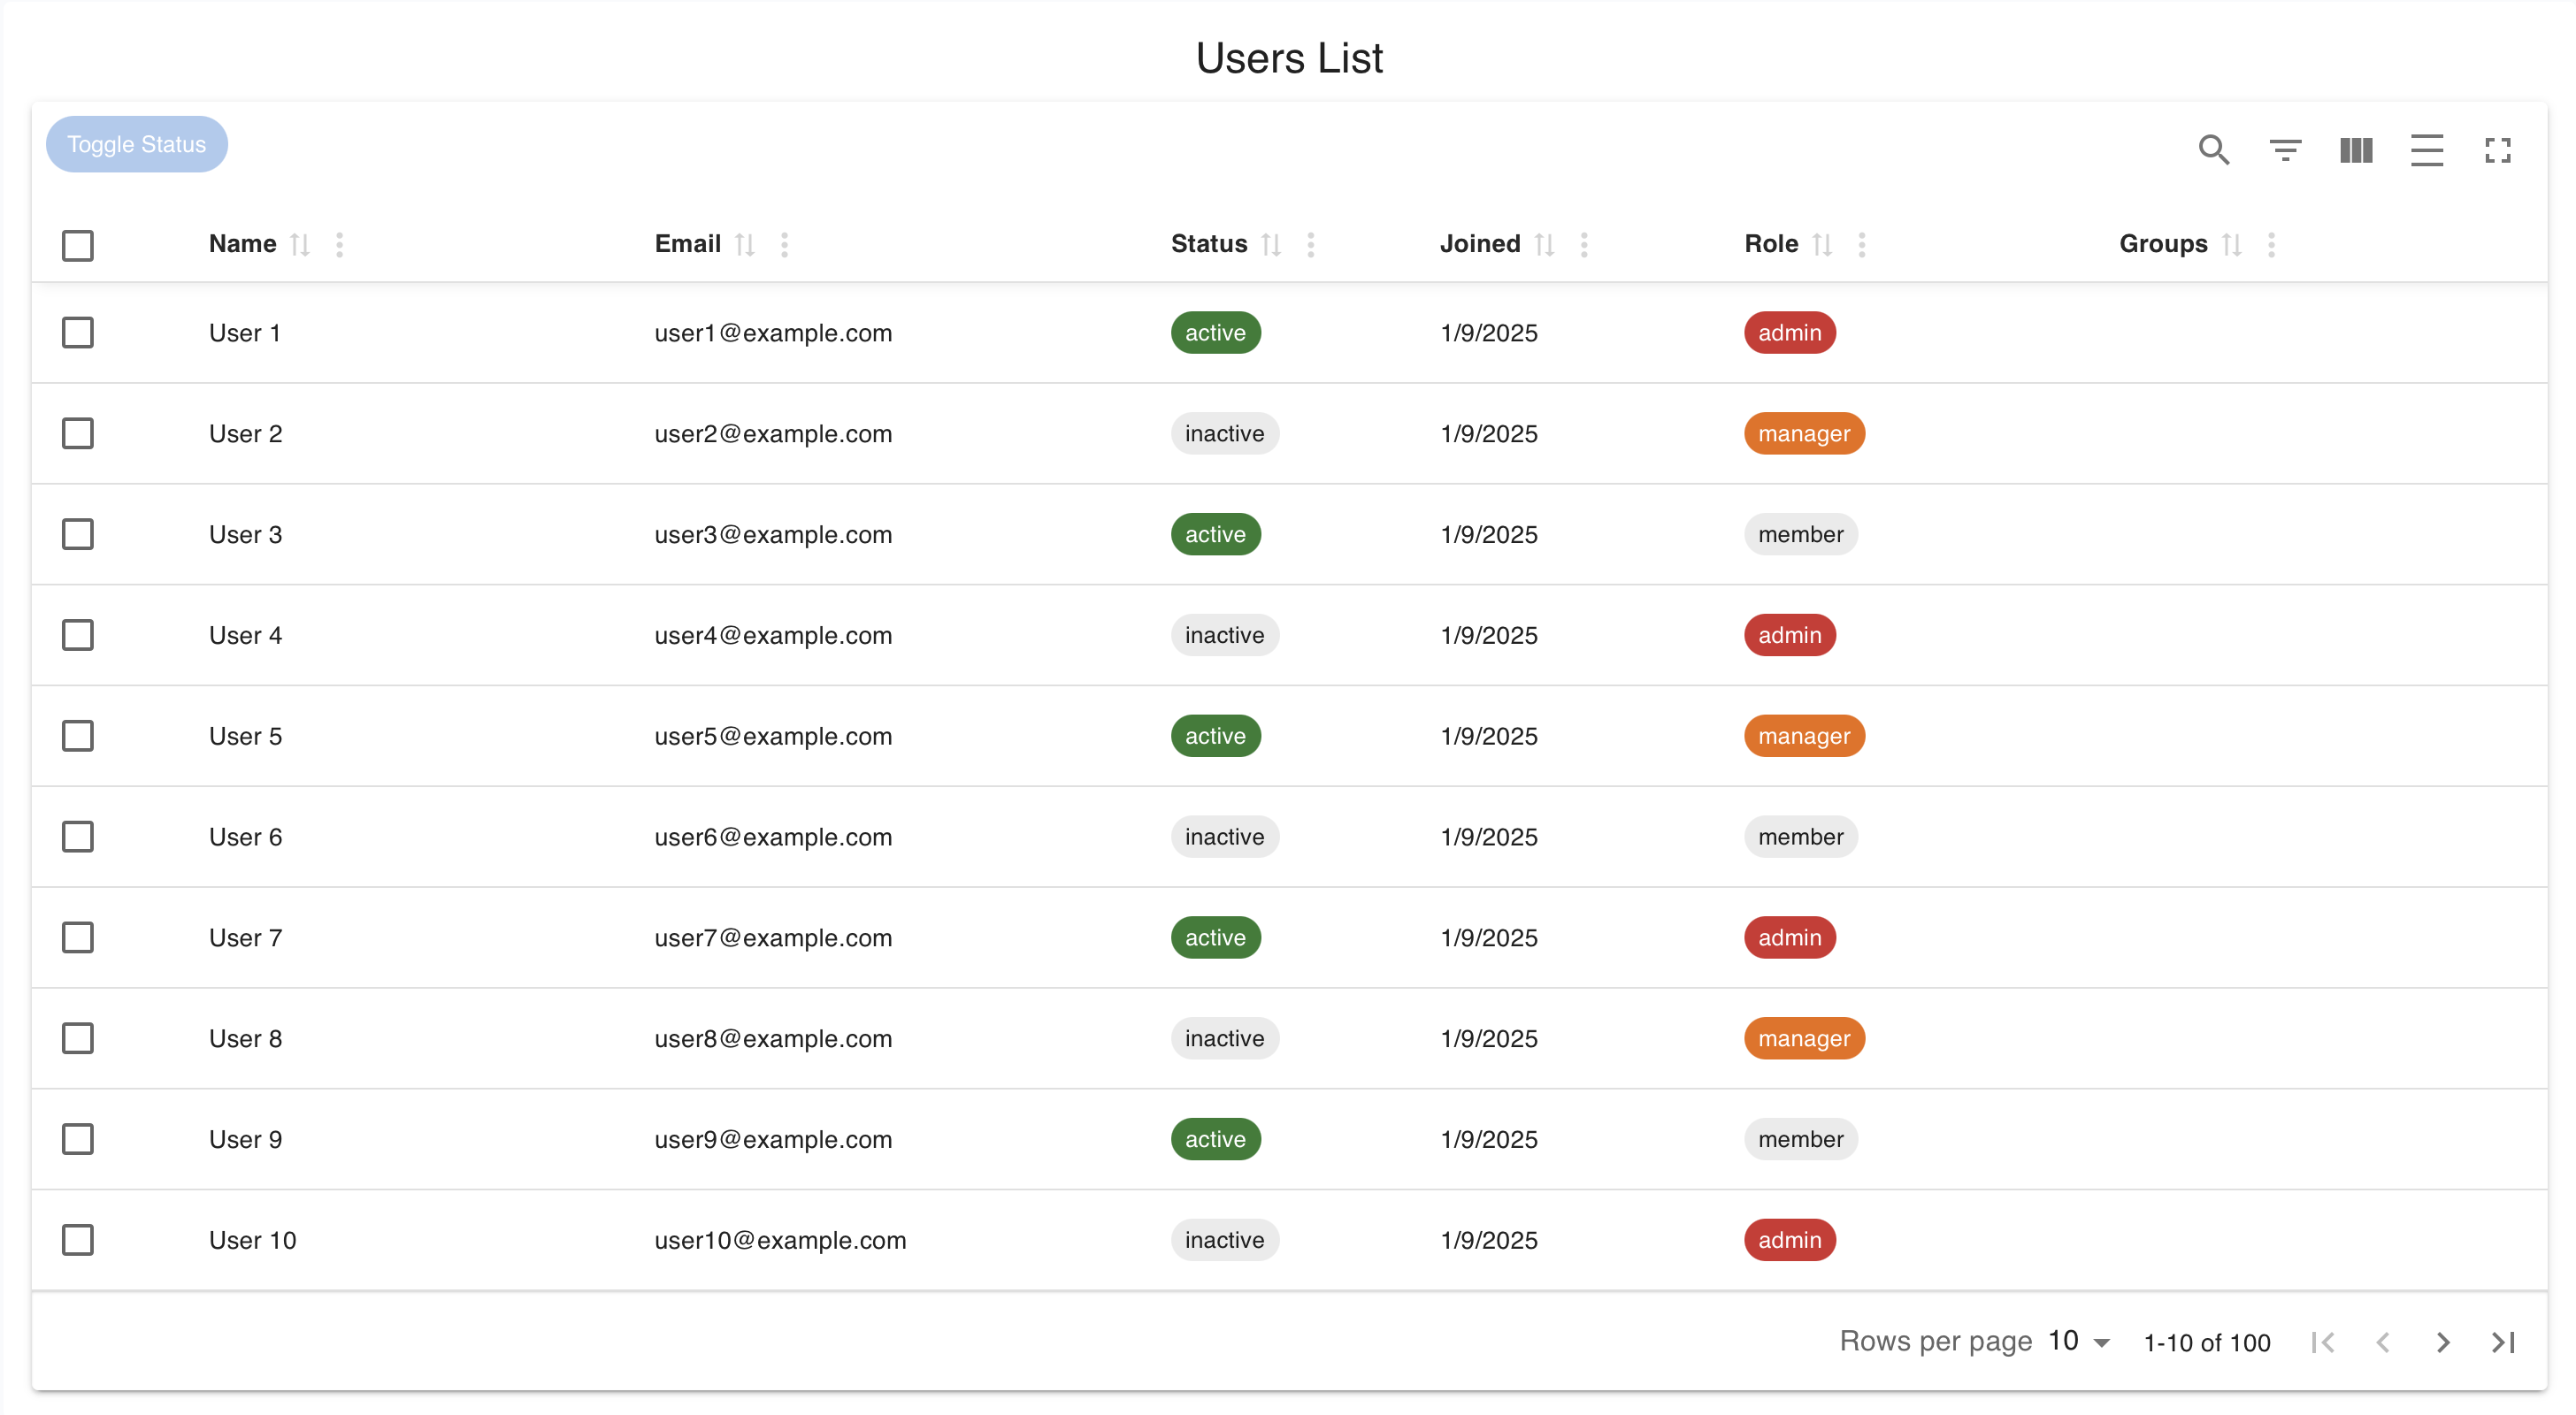 Users List
Toggle Status
Name Email Status Joined Role Groups
User 1 user1@example.com active 1/9/2025 admin
User 2 user2@example.com inactive 1/9/2025 manager
User 3 user3@example.com active 1/9/2025 member
User 4 user4@example.com inactive 1/9/2025 admin
User 5 user5@example.com active 1/9/2025 manager
User 6 user6@example.com inactive 1/9/2025 member
User 7 user7@example.com active 1/9/2025 admin
User 8 user8@example.com inactive 1/9/2025 manager
User 9 user9@example.com active 1/9/2025 member
User 10 user10@example.com inactive 1/9/2025 admin
Rows per page 10 1-10 of 100